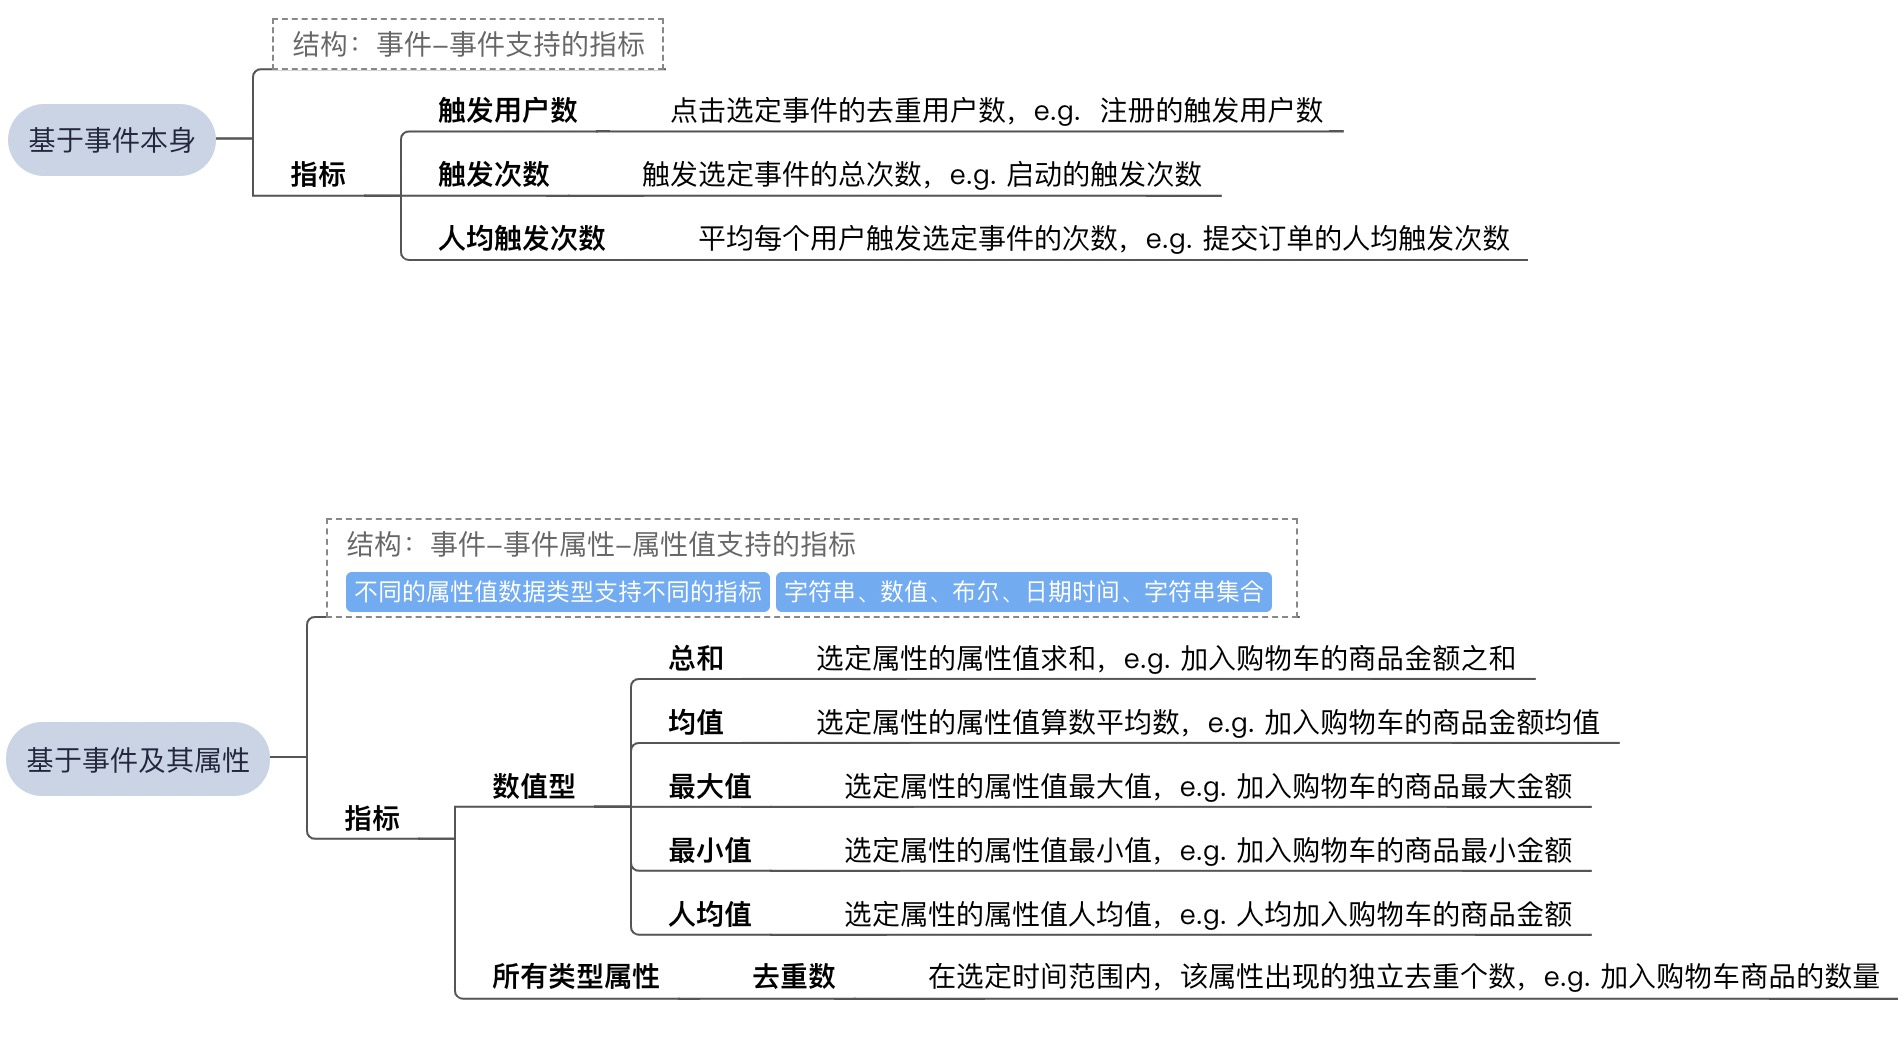 结构：事件–事件支持的指标
基于事件本身
指标
触发用户数 点击选定事件的去重用户数，e.g. 注册的触发用户数
触发次数 触发选定事件的总次数，e.g. 启动的触发次数
人均触发次数 平均每个用户触发选定事件的次数，e.g. 提交订单的人均触发次数
结构：事件–事件属性–属性值支持的指标
不同的属性值数据类型支持不同的指标 字符串、数值、布尔、日期时间、字符串集合
基于事件及其属性
指标
数值型
总和 选定属性的属性值求和，e.g. 加入购物车的商品金额之和
均值 选定属性的属性值算数平均数，e.g. 加入购物车的商品金额均值
最大值 选定属性的属性值最大值，e.g. 加入购物车的商品最大金额
最小值 选定属性的属性值最小值，e.g. 加入购物车的商品最小金额
人均值 选定属性的属性值人均值，e.g. 人均加入购物车的商品金额
所有类型属性 去重数 在选定时间范围内，该属性出现的独立去重个数，e.g. 加入购物车商品的数量